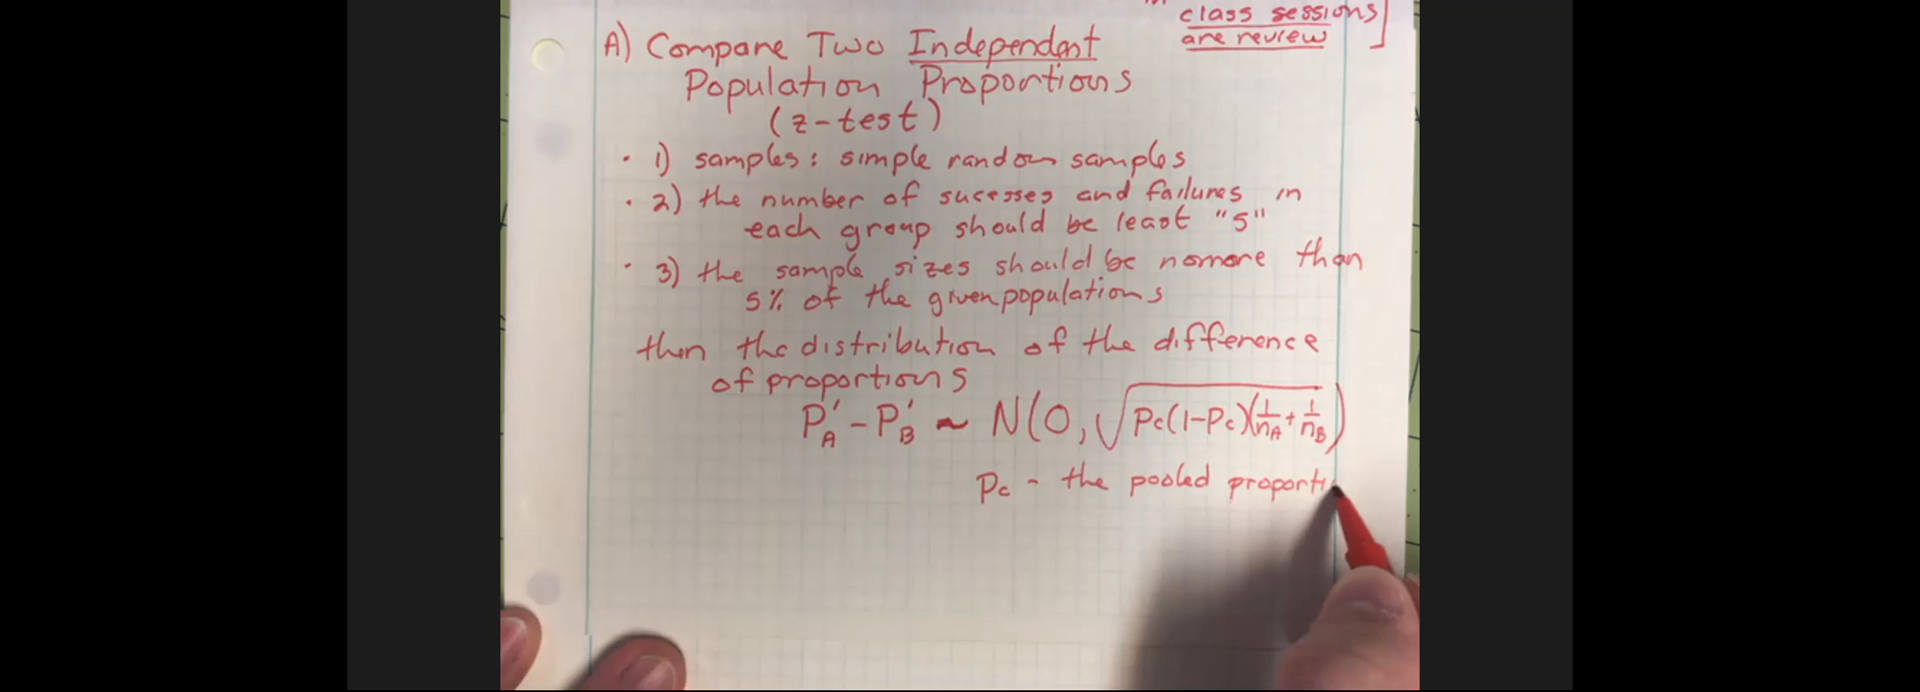 class sessions]
are review
A) Compare Two Independent
Population Proportions
(z-test)
· 1) samples: simple random samples
· 2) the number of sucesses and failures in
each group should be least "5"
· 3) the sample sizes should be nomore than
5% of the given populations
then the distribution of the difference
of proportions
P'A - P'B ~ N(0, √Pc(1-Pc)(1/nA + 1/nB))
Pc - the pooled proporti